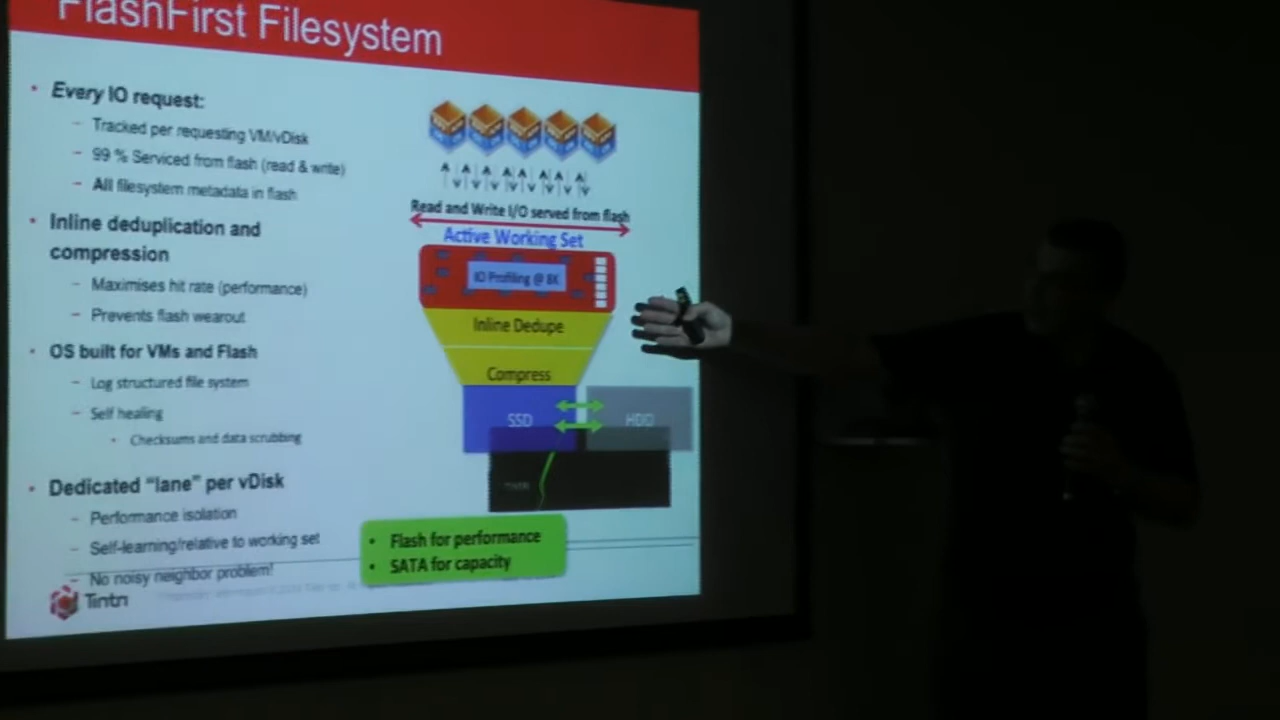 FlashFirst Filesystem
• Every IO request:
– Tracked per requesting VM/vDisk
– 99 % Serviced from flash (read & write)
– All filesystem metadata in flash
• Inline deduplication and
compression
– Maximises hit rate (performance)
– Prevents flash wearout
• OS built for VMs and Flash
– Log structured file system
– Self healing
• Checksums and data scrubbing
• Dedicated “lane” per vDisk
– Performance isolation
– Self-learning/relative to working set
– No noisy neighbor problem!
Tintri
Read and Write I/O served from flash
Active Working Set
IO Profiling @ 8K
Inline Dedupe
Compress
SSD
HDD
• Flash for performance
• SATA for capacity